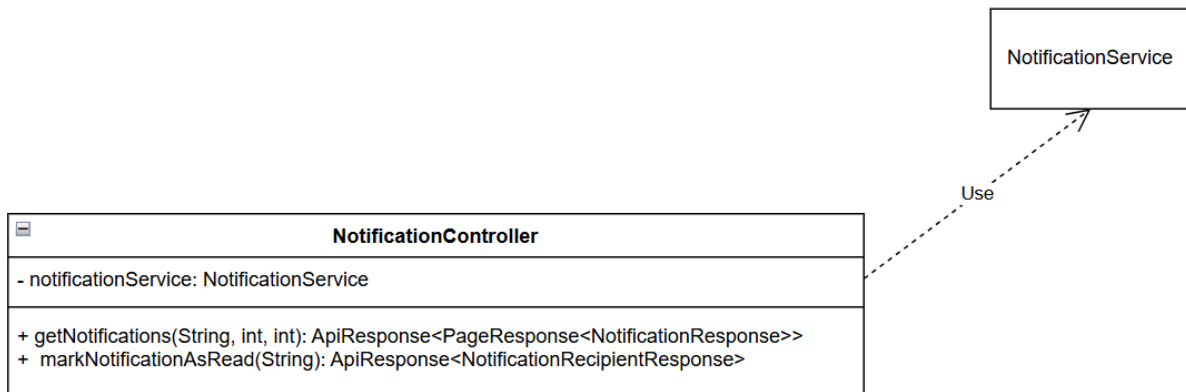 NotificationService
Use
NotificationController
- notificationService: NotificationService
+ getNotifications(String, int, int): ApiResponse<PageResponse<NotificationResponse>>
+ markNotificationAsRead(String): ApiResponse<NotificationRecipientResponse>